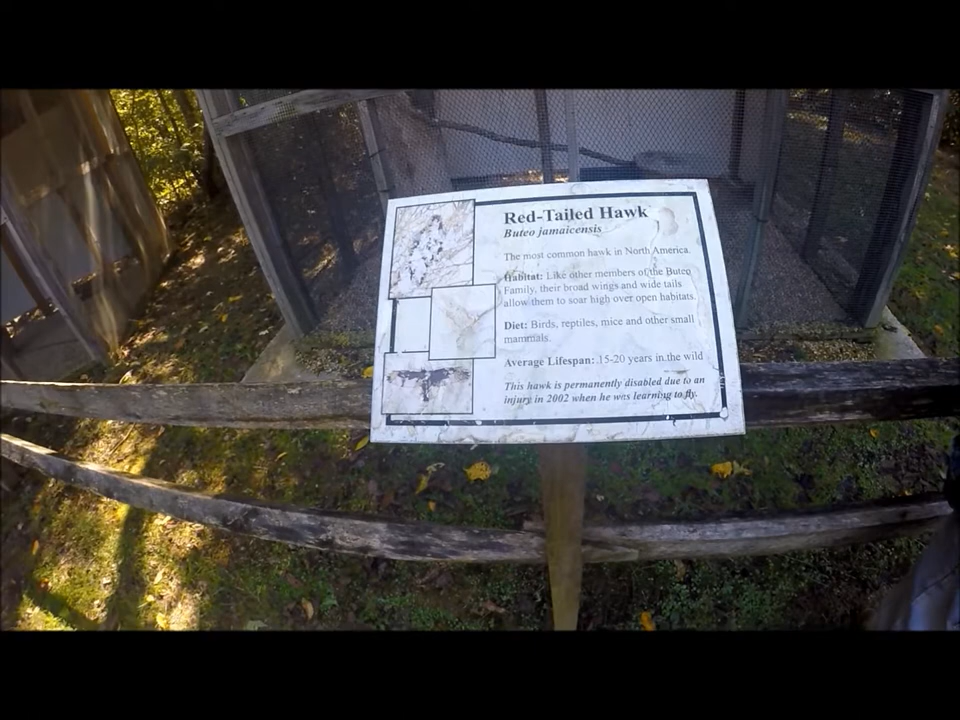 Red-Tailed Hawk
Buteo jamaicensis
The most common hawk in North America.
Habitat: Like other members of the Buteo
Family, their broad wings and wide tails
allow them to soar high over open habitats.
Diet: Birds, reptiles, mice and other small
mammals.
Average Lifespan: 15-20 years in the wild
This hawk is permanently disabled due to an
injury in 2002 when he was learning to fly.